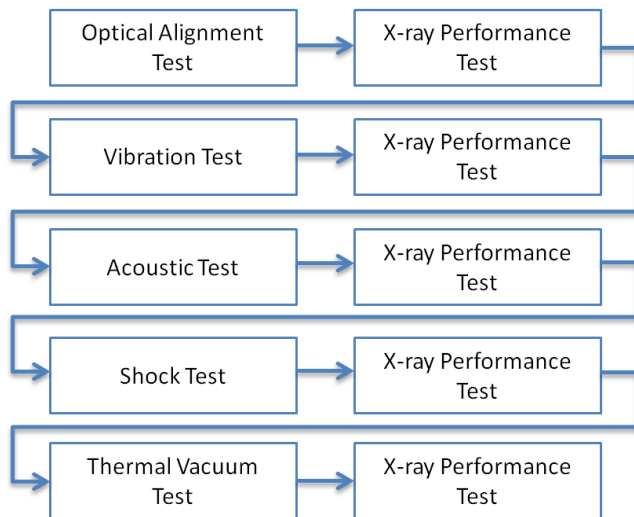 Optical Alignment
Test
X-ray Performance
Test
Vibration Test
X-ray Performance
Test
Acoustic Test
X-ray Performance
Test
Shock Test
X-ray Performance
Test
Thermal Vacuum
Test
X-ray Performance
Test